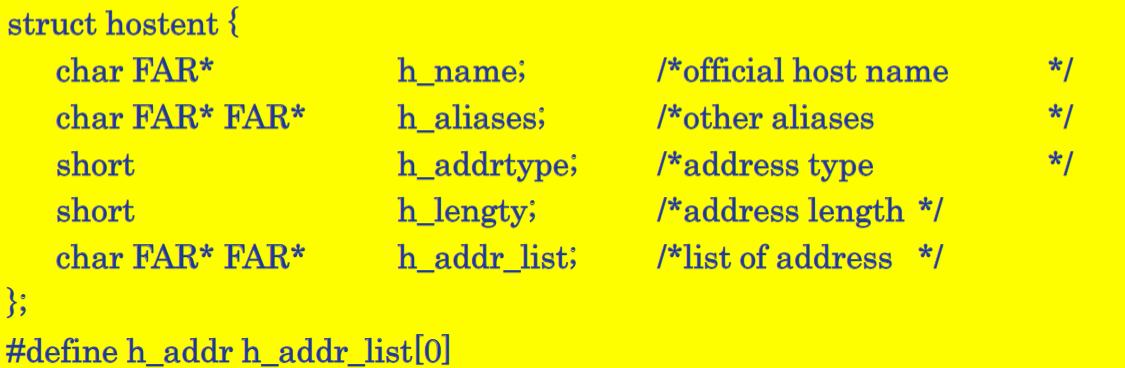 struct hostent {
char FAR* h_name; /*official host name */
char FAR* FAR* h_aliases; /*other aliases */
short h_addrtype; /*address type */
short h_lengty; /*address length */
char FAR* FAR* h_addr_list; /*list of address */
};
#define h_addr h_addr_list[0]